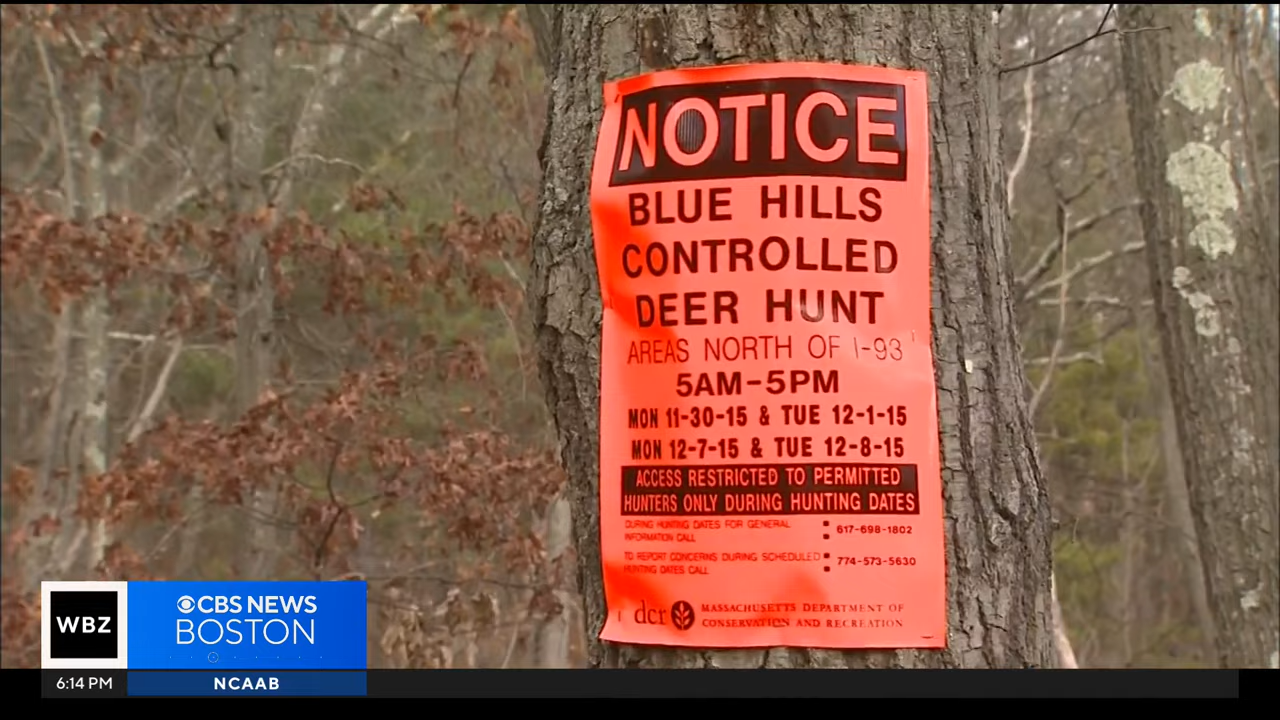 NOTICE
BLUE HILLS
CONTROLLED
DEER HUNT
AREAS NORTH OF I-93
5AM-5PM
MON 11-30-15 & TUE 12-1-15
MON 12-7-15 & TUE 12-8-15
ACCESS RESTRICTED TO PERMITTED
HUNTERS ONLY DURING HUNTING DATES
DURING HUNTING DATES FOR GENERAL
INFORMATION CALL : 617-698-1802
TO REPORT CONCERNS DURING SCHEDULED
HUNTING DATES CALL : 774-573-5630
dcr MASSACHUSETTS DEPARTMENT OF
CONSERVATION AND RECREATION
WBZ
CBS NEWS
BOSTON
6:14 PM NCAAB